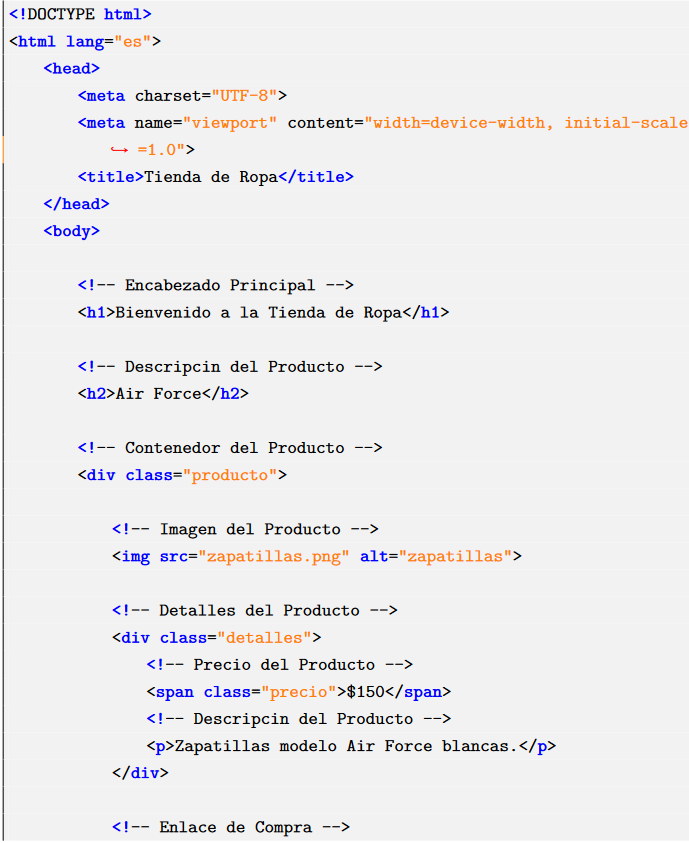 <!DOCTYPE html>
<html lang="es">
<head>
<meta charset="UTF-8">
<meta name="viewport" content="width=device-width, initial-scale
↪ =1.0">
<title>Tienda de Ropa</title>
</head>
<body>
<!-- Encabezado Principal -->
<h1>Bienvenido a la Tienda de Ropa</h1>
<!-- Descripcin del Producto -->
<h2>Air Force</h2>
<!-- Contenedor del Producto -->
<div class="producto">
<!-- Imagen del Producto -->
<img src="zapatillas.png" alt="zapatillas">
<!-- Detalles del Producto -->
<div class="detalles">
<!-- Precio del Producto -->
<span class="precio">$150</span>
<!-- Descripcin del Producto -->
<p>Zapatillas modelo Air Force blancas.</p>
</div>
<!-- Enlace de Compra -->